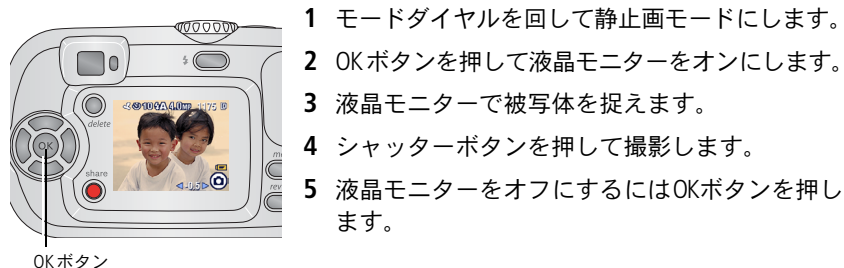 1 モードダイヤルを回して静止画モードにします。
2 OKボタンを押して液晶モニターをオンにします。
3 液晶モニターで被写体を捉えます。
4 シャッターボタンを押して撮影します。
5 液晶モニターをオフにするにはOKボタンを押し
ます。
delete
OK
share
OKボタン